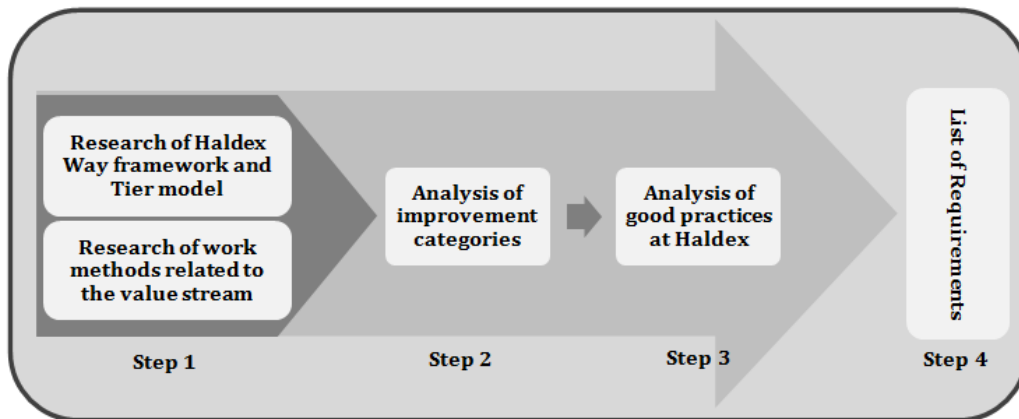 Research of Haldex
Way framework and
Tier model
Research of work
methods related to
the value stream
Analysis of
improvement
categories
Analysis of
good practices
at Haldex
List of Requirements
Step 1
Step 2
Step 3
Step 4